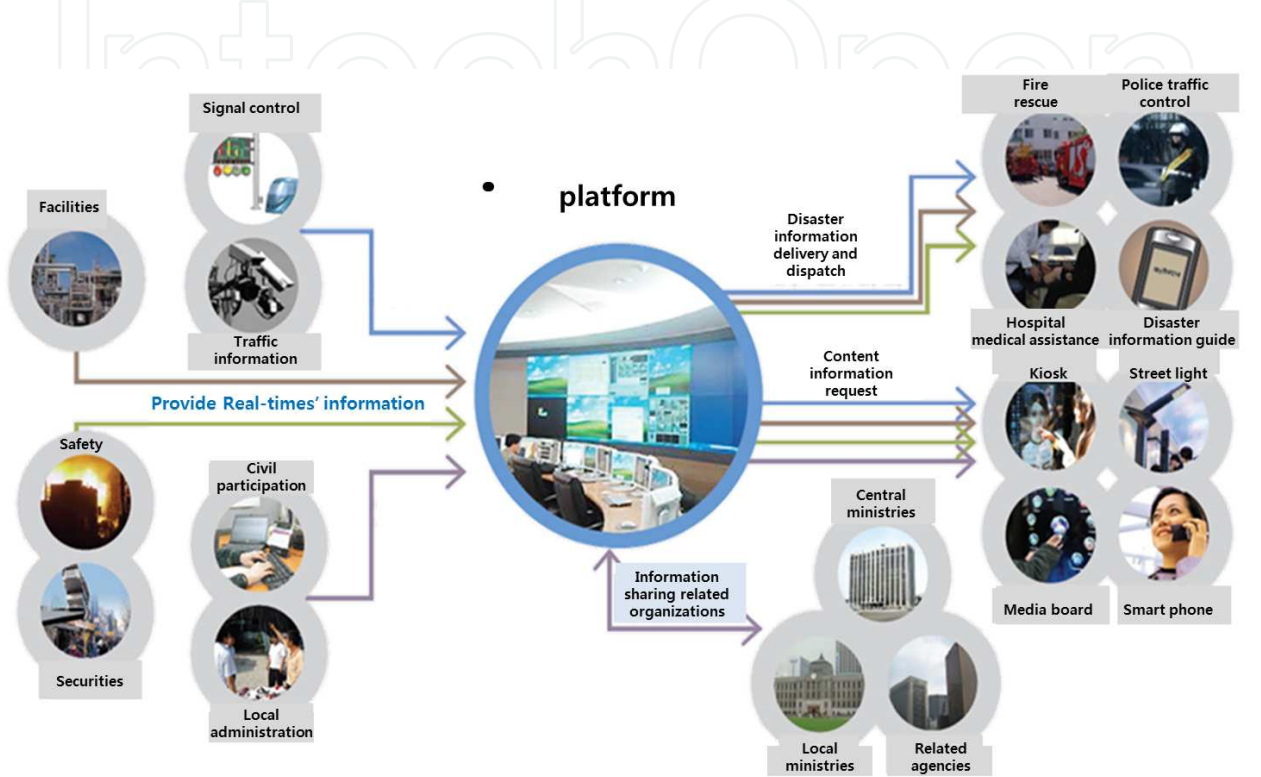 IntechOpen
Signal control
Facilities
Traffic
information
Provide Real-times’ information
Safety
Civil
participation
Securities
Local
administration
• platform
Disaster
information
delivery and
dispatch
Content
information
request
Information
sharing related
organizations
Central
ministries
Local
ministries
Related
agencies
Fire
rescue
Police traffic
control
Hospital
medical assistance
Disaster
information guide
Kiosk
Street light
Media board
Smart phone